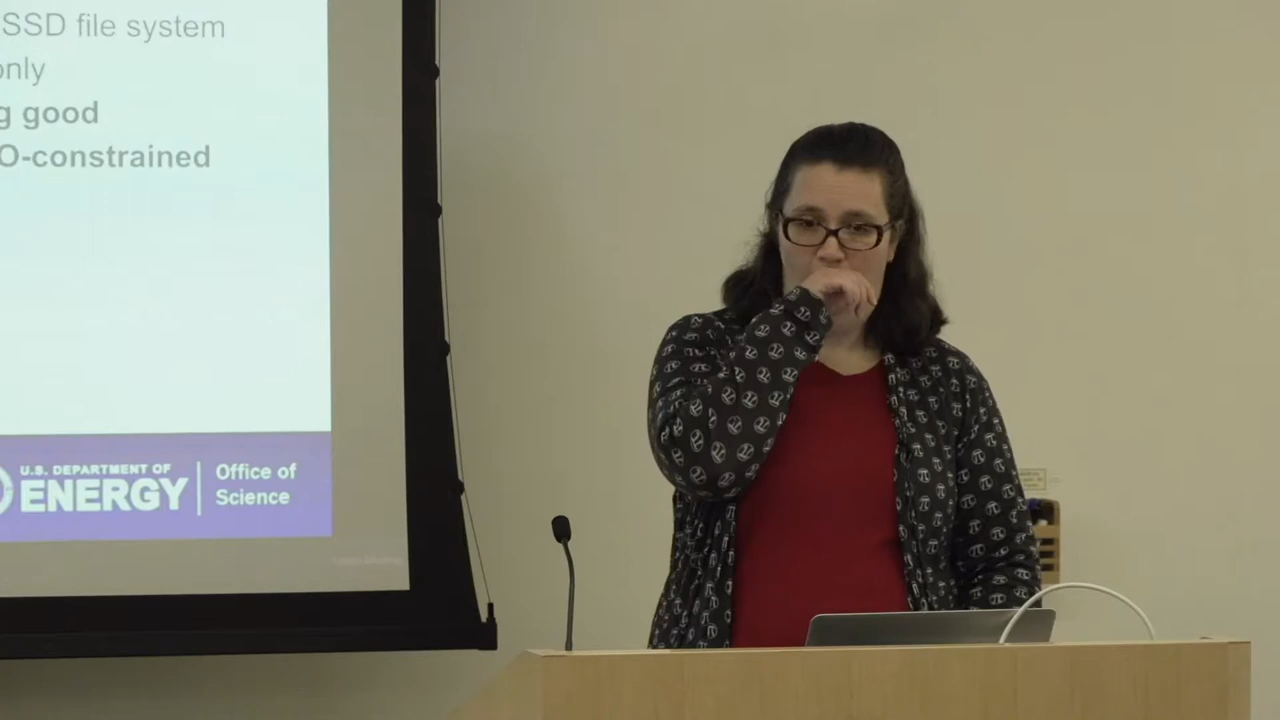 SSD file system
only
g good
O-constrained
U.S. DEPARTMENT OF
ENERGY
Office of
Science